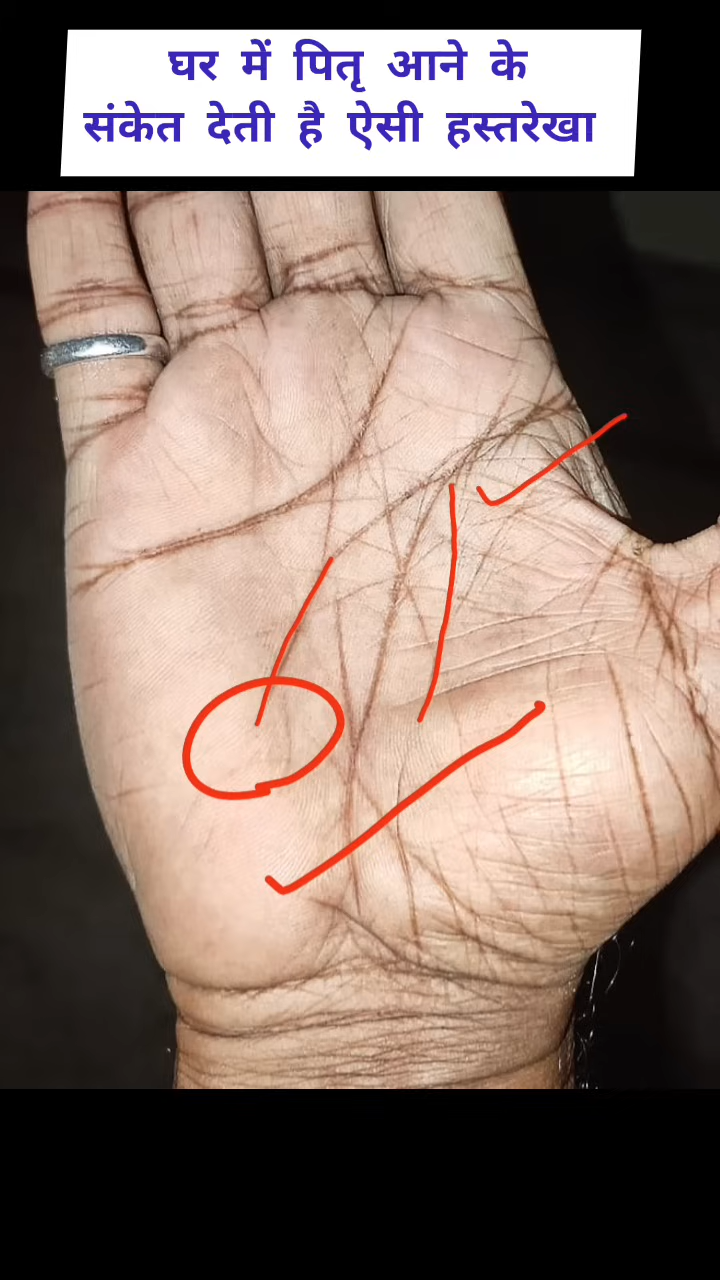 घर में पितृ आने के
संकेत देती है ऐसी हस्तरेखा